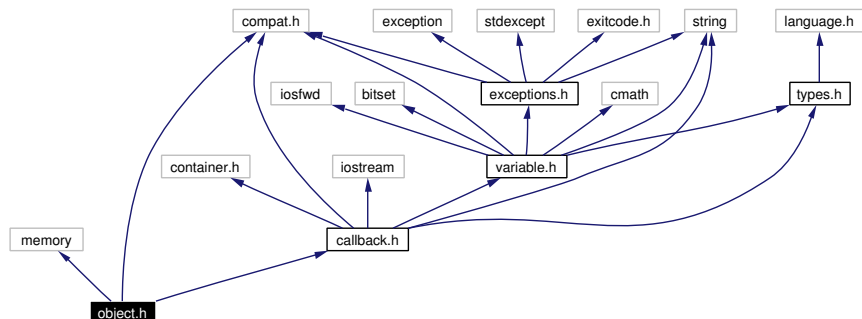 compat.h
exception
stdexcept
exitcode.h
string
language.h
iosfwd
bitset
exceptions.h
cmath
types.h
container.h
iostream
variable.h
memory
callback.h
object.h